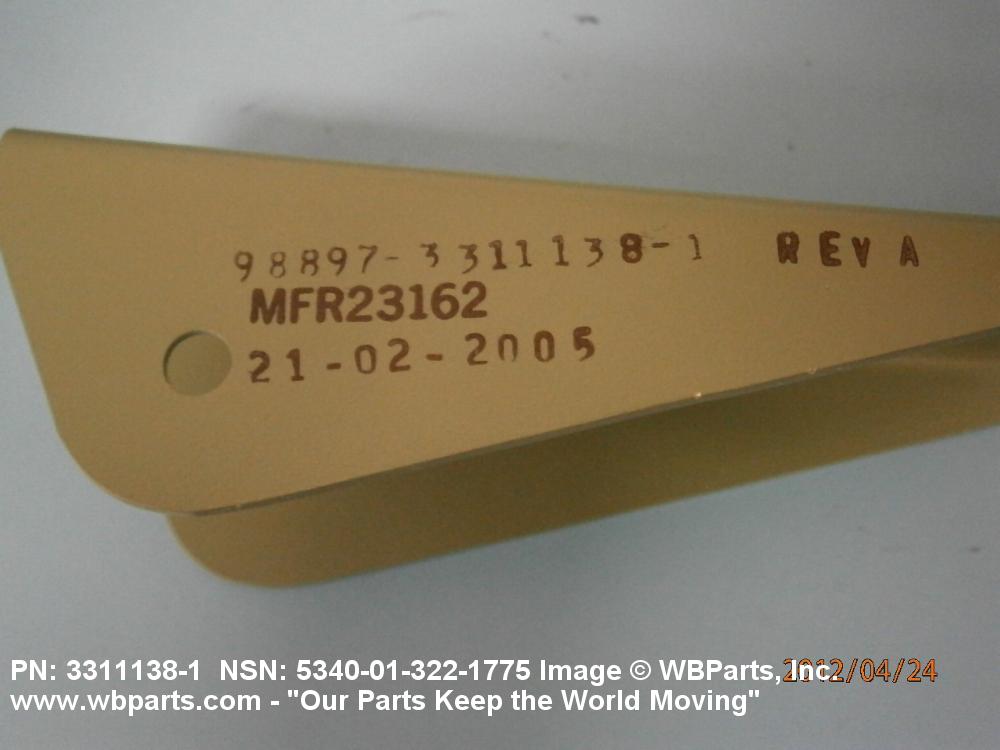 98897-3311138-1 REV A
MFR23162
21-02-2005
PN: 3311138-1 NSN: 5340-01-322-1775 Image © WBParts, Inc.
2012/04/24
www.wbparts.com - "Our Parts Keep the World Moving"